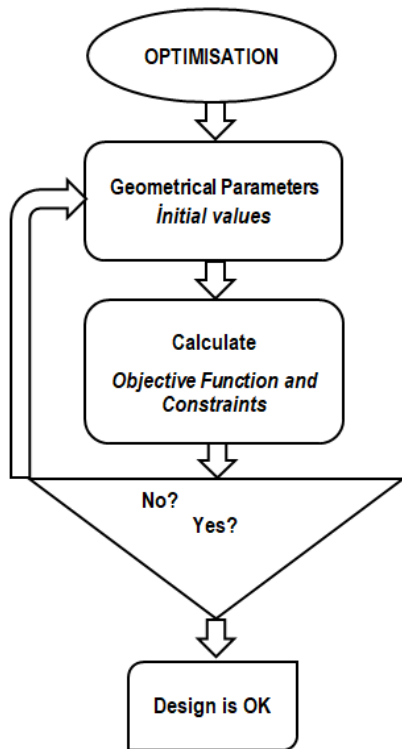 OPTIMISATION
Geometrical Parameters
İnitial values
Calculate
Objective Function and
Constraints
No?
Yes?
Design is OK